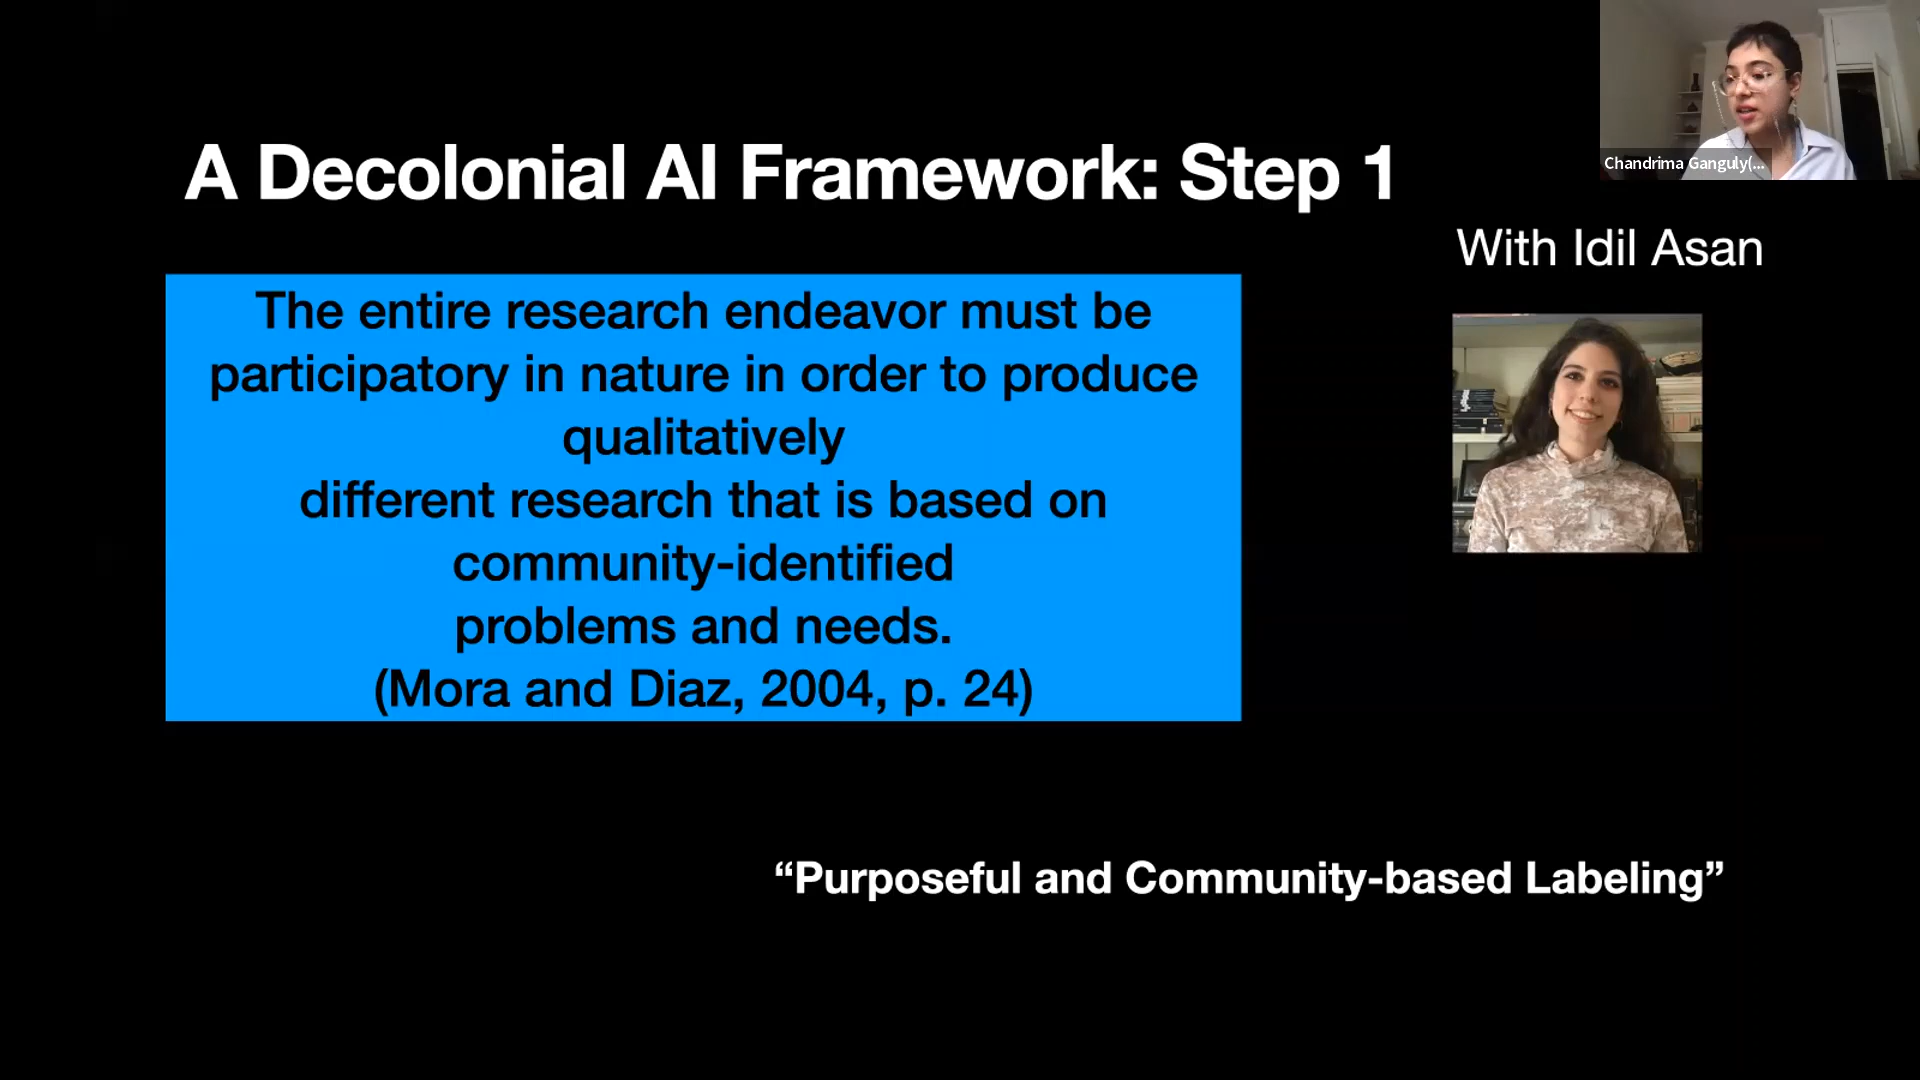 A Decolonial AI Framework: Step 1
Chandrima Ganguly(...
With Idil Asan
The entire research endeavor must be
participatory in nature in order to produce
qualitatively
different research that is based on
community-identified
problems and needs.
(Mora and Diaz, 2004, p. 24)
“Purposeful and Community-based Labeling”